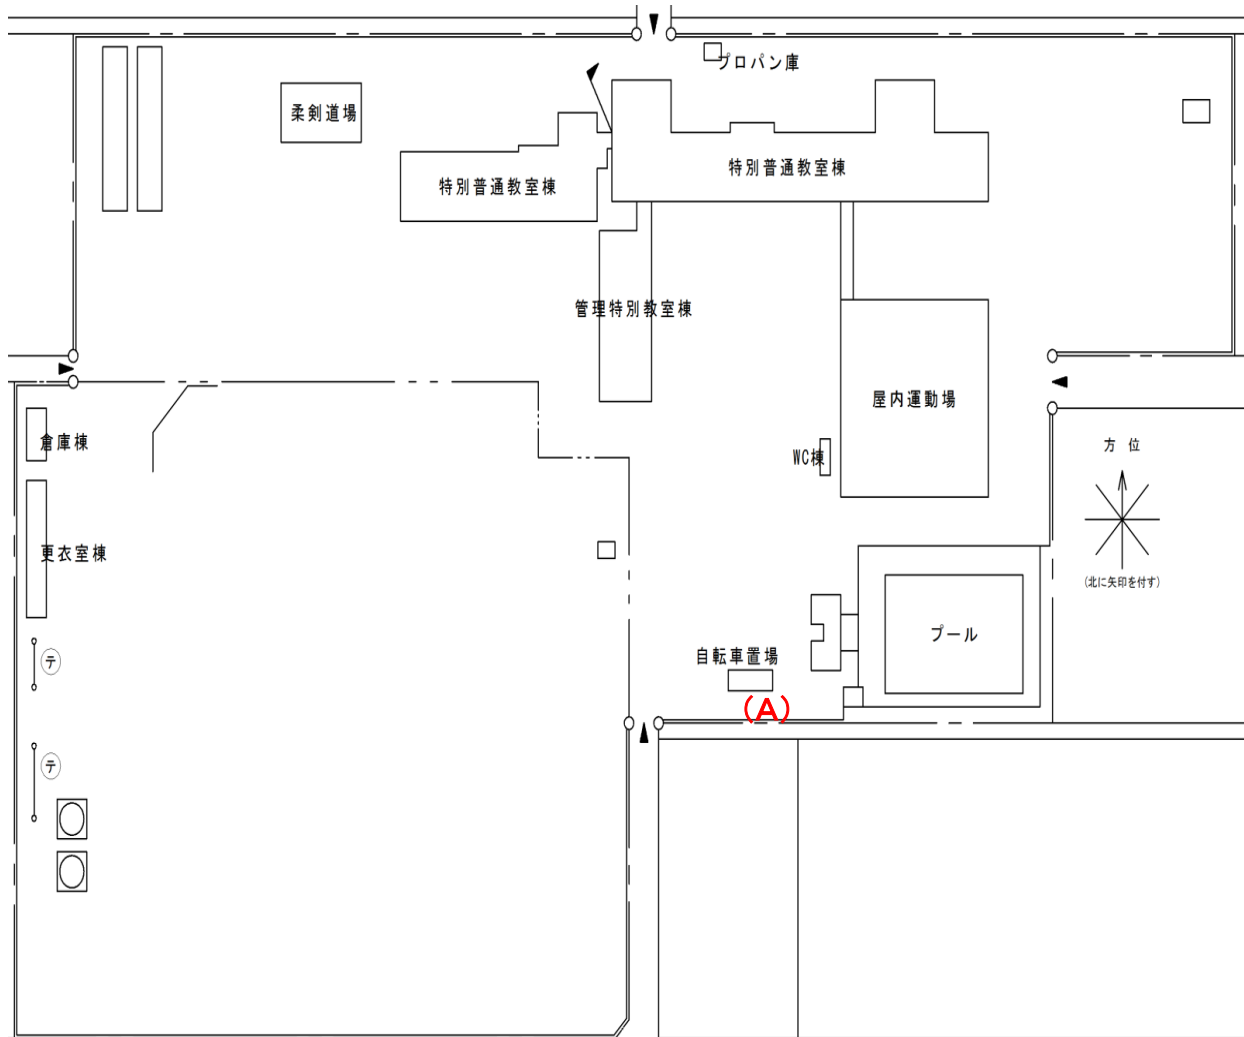 プロパン庫
柔剣道場
特別普通教室棟
特別普通教室棟
管理特別教室棟
屋内運動場
倉庫棟
方 位
WC棟
更衣室棟
(北に矢印を付す)
プール
自転車置場
テ
(A)
テ